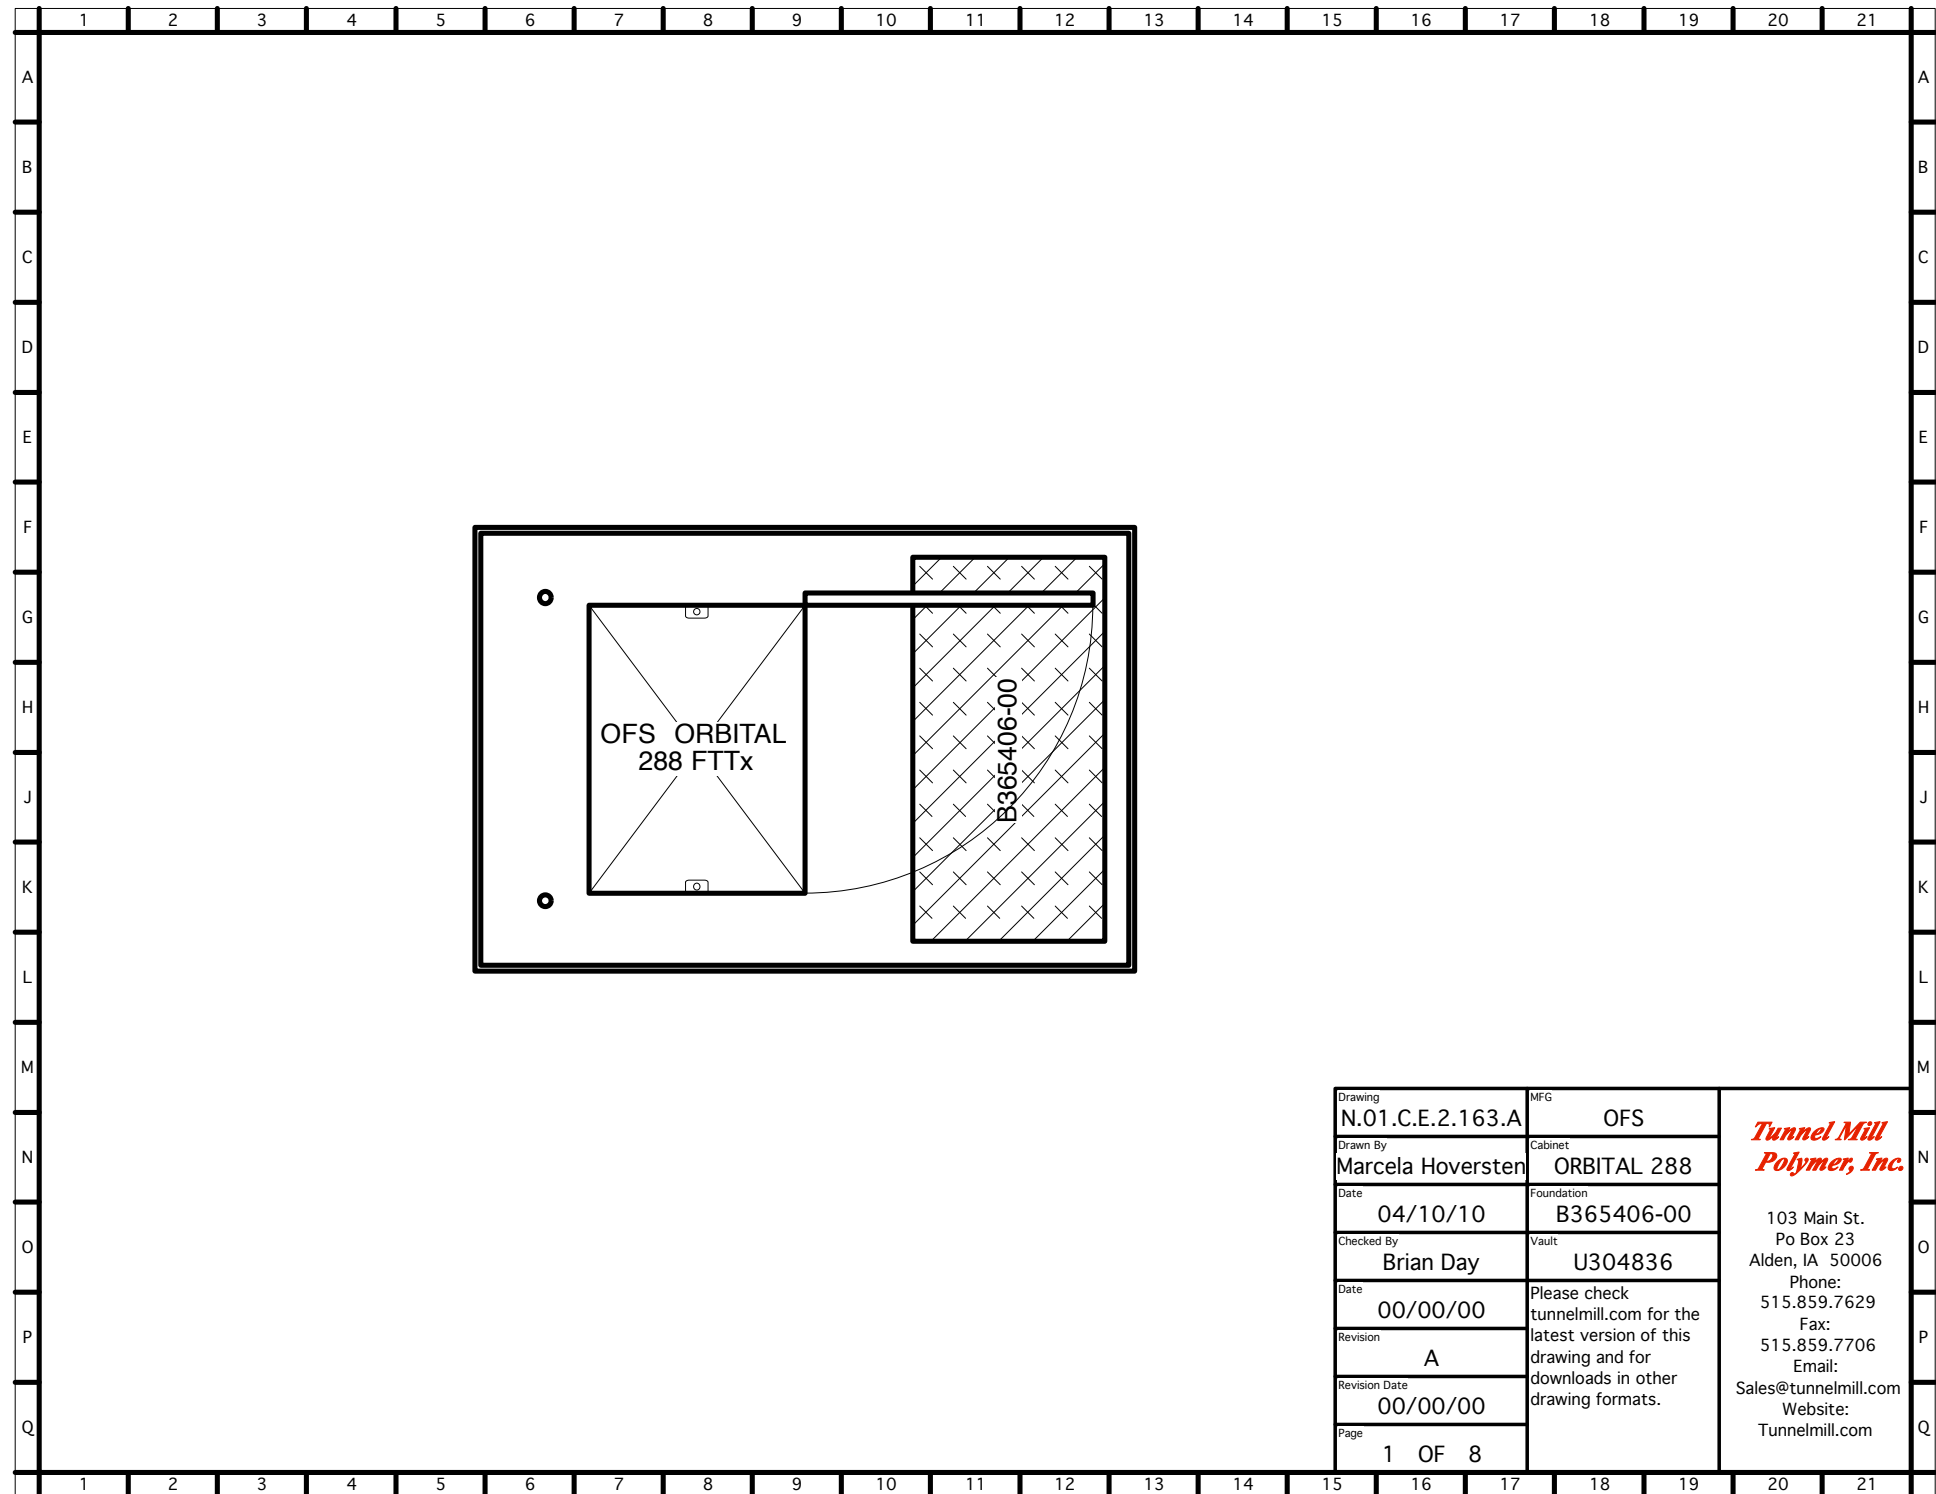 1 2 3 4 5 6 7 8 9 10 11 12 13 14 15 16 17 18 19 20 21
A A
B B
C C
D D
E E
F F
G G
H H
J J
K K
L L
M M
N N
O O
P P
Q Q
OFS ORBITAL
288 FTTx
B365406-00
Drawing
N.01.C.E.2.163.A
MFG
OFS
Drawn By
Marcela Hoversten
Cabinet
ORBITAL 288
Date
04/10/10
Foundation
B365406-00
Checked By
Brian Day
Vault
U304836
Date
00/00/00
Revision
A
Revision Date
00/00/00
Page
1 OF 8
Please check
tunnelmill.com for the
latest version of this
drawing and for
downloads in other
drawing formats.
Tunnel Mill
Polymer, Inc.
103 Main St.
Po Box 23
Alden, IA 50006
Phone:
515.859.7629
Fax:
515.859.7706
Email:
Sales@tunnelmill.com
Website:
Tunnelmill.com
1 2 3 4 5 6 7 8 9 10 11 12 13 14 15 16 17 18 19 20 21